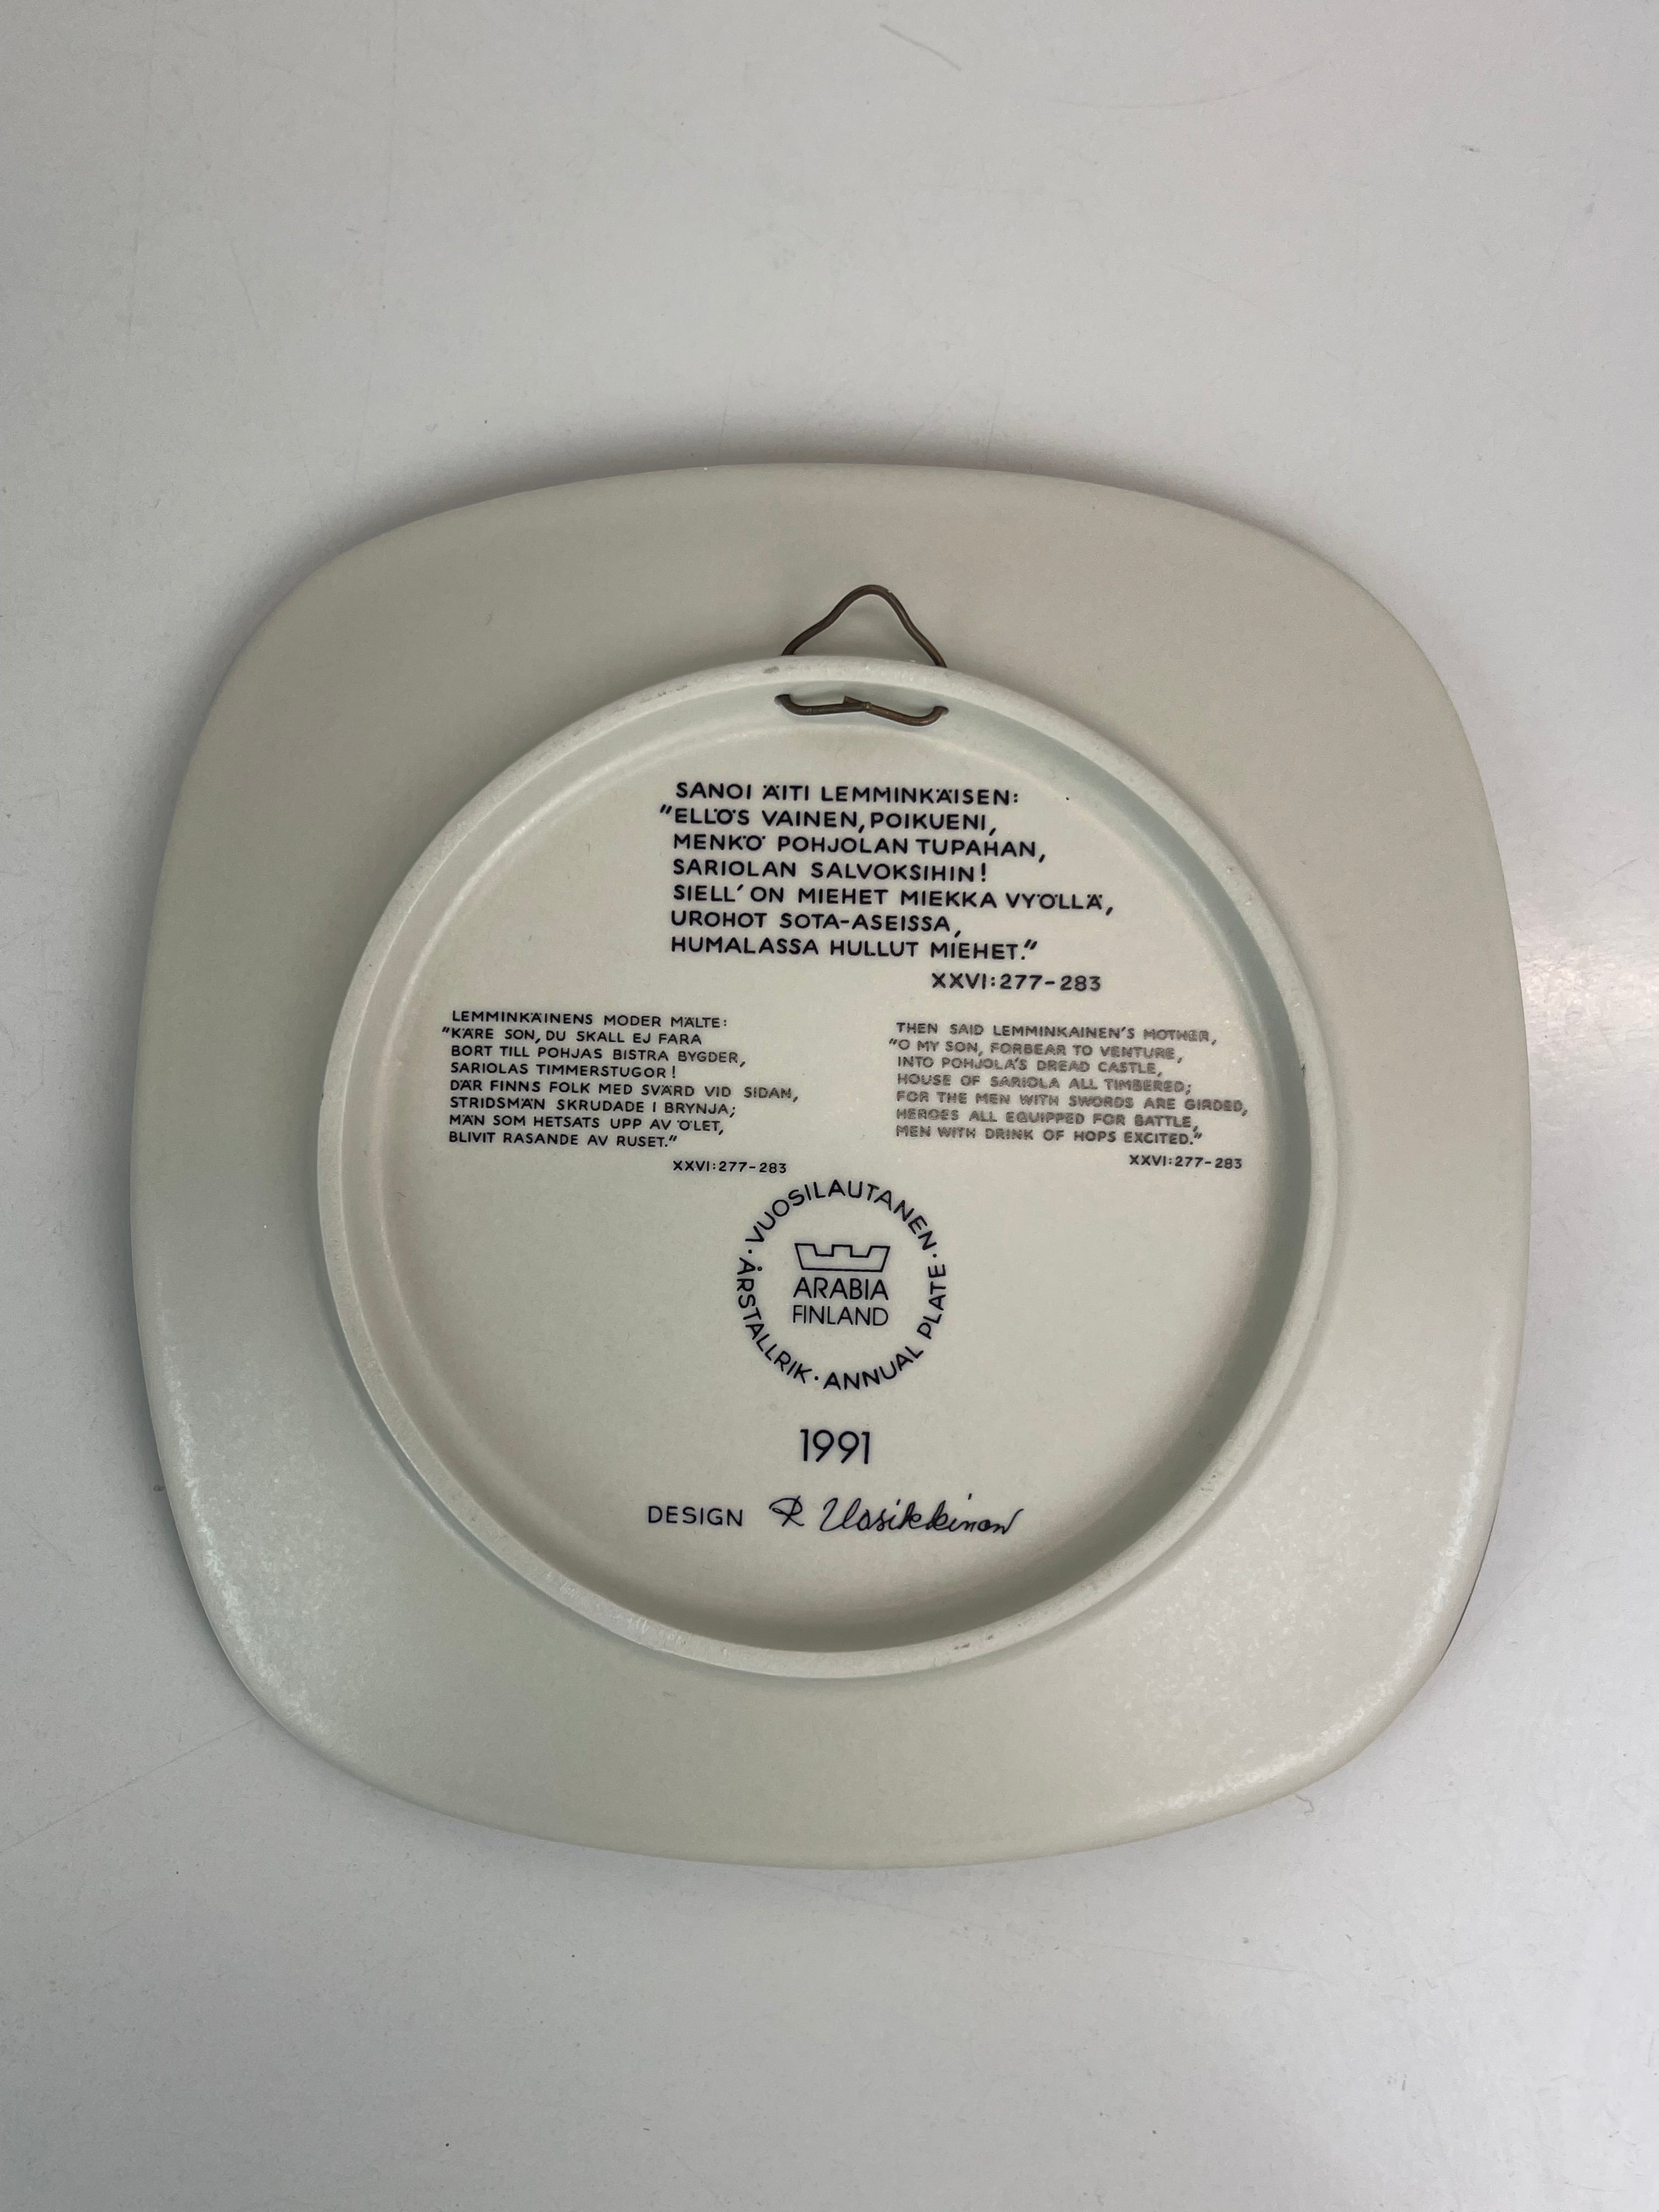 SANOI ÄITI LEMMINKÄISEN:
"ELLÖS VAINEN, POIKUENI,
MENKÖ POHJOLAN TUPAHAN,
SARIOLAN SALVOKSIHIN!
SIELL' ON MIEHET MIEKKA VYÖLLÄ,
UROHOT SOTA-ASEISSA,
HUMALASSA HULLUT MIEHET."
XXVI:277-283
LEMMINKÄINENS MODER MÄLTE:
"KÄRE SON, DU SKALL EJ FARA
BORT TILL POHJAS BISTRA BYGDER,
SARIOLAS TIMMERSTUGOR!
DÄR FINNS FOLK MED SVÄRD VID SIDAN,
STRIDSMÄN SKRUDADE I BRYNJA;
MÄN SOM HETSATS UPP AV ÖLET,
BLIVIT RASANDE AV RUSET."
XXVI:277-283
THEN SAID LEMMINKAINEN'S MOTHER,
"O MY SON, FORBEAR TO VENTURE,
INTO POHJOLA'S DREAD CASTLE,
HOUSE OF SARIOLA ALL TIMBERED;
FOR THE MEN WITH SWORDS ARE GIRDED,
HEROES ALL EQUIPPED FOR BATTLE,
MEN WITH DRINK OF HOPS EXCITED."
XXVI:277-283
VUOSILAUTANEN · ANNUAL PLATE · ÅRSTALLRIK ·
ARABIA
FINLAND
1991
DESIGN R Uosikkinen